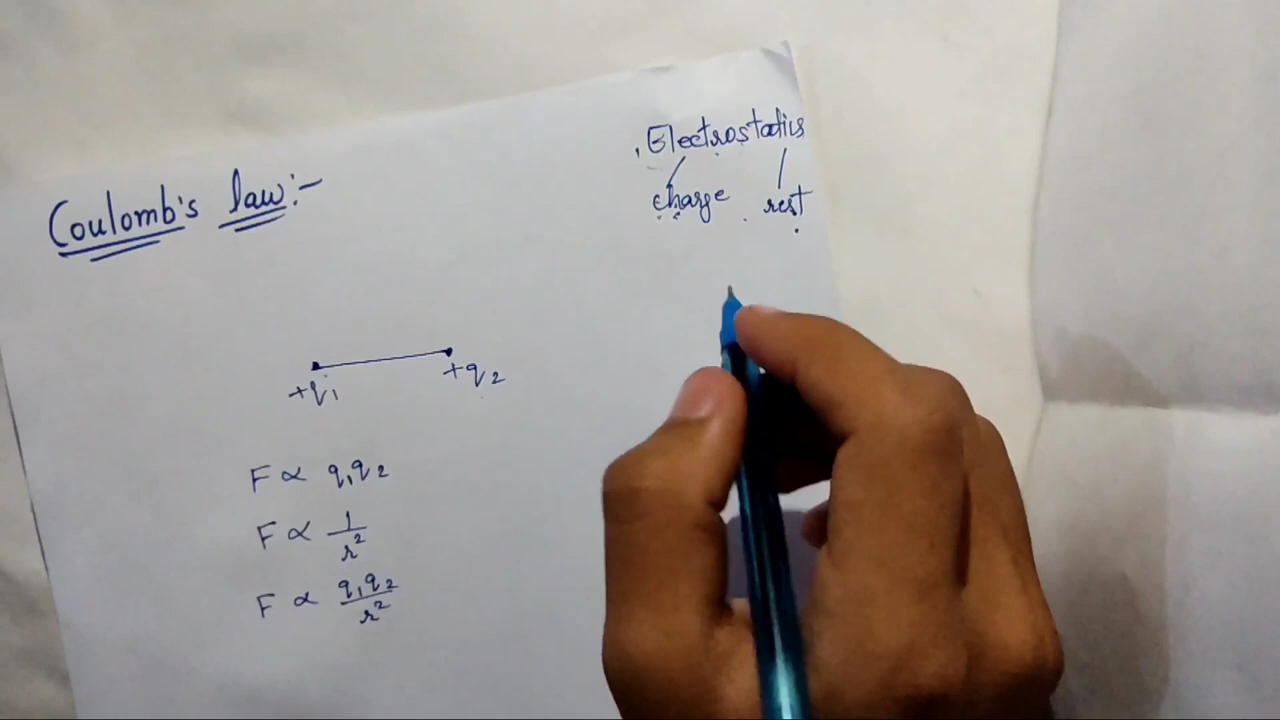 Electrostatics
charge rest
Coulomb's law:-
+q1 +q2
F ∝ q1q2
F ∝ 1/r²
F ∝ q1q2/r²